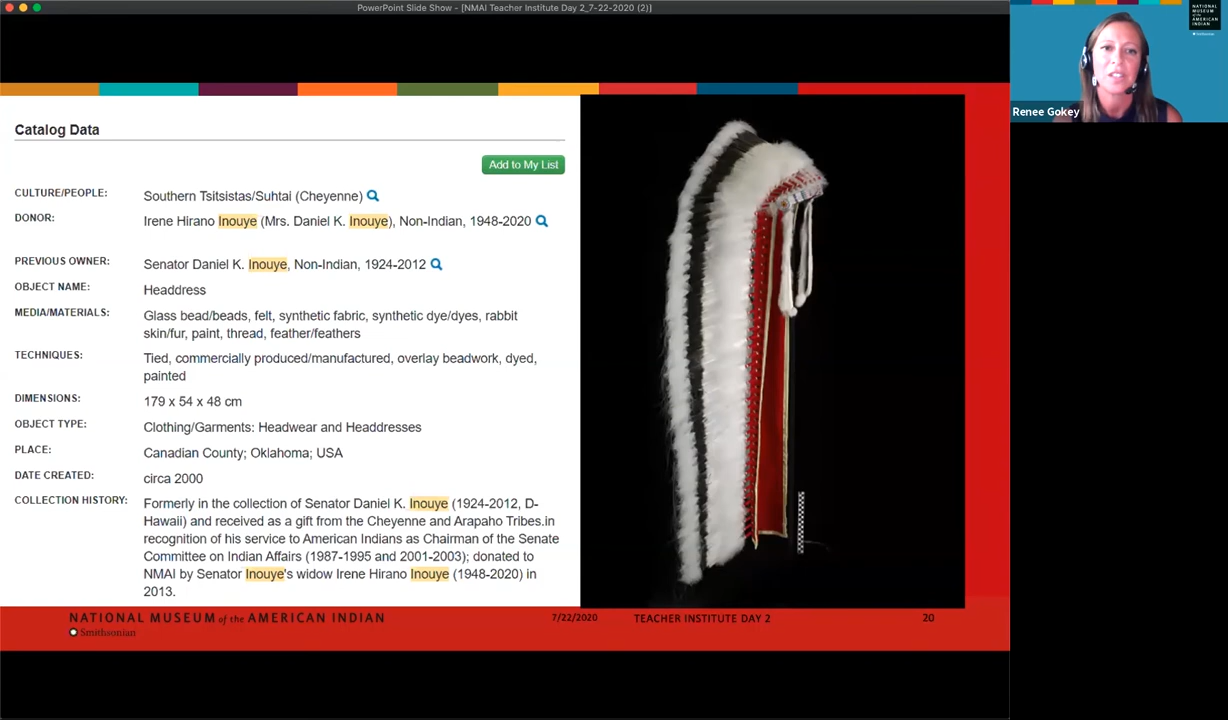 PowerPoint Slide Show - [NMAI Teacher Institute Day 2_7-22-2020 (2)]
NATIONAL
MUSEUM
of the
AMERICAN
INDIAN
Smithsonian
Renee Gokey
Catalog Data
Add to My List
CULTURE/PEOPLE: Southern Tsitsistas/Suhtai (Cheyenne)
DONOR: Irene Hirano Inouye (Mrs. Daniel K. Inouye), Non-Indian, 1948-2020
PREVIOUS OWNER: Senator Daniel K. Inouye, Non-Indian, 1924-2012
OBJECT NAME: Headdress
MEDIA/MATERIALS: Glass bead/beads, felt, synthetic fabric, synthetic dye/dyes, rabbit
skin/fur, paint, thread, feather/feathers
TECHNIQUES: Tied, commercially produced/manufactured, overlay beadwork, dyed,
painted
DIMENSIONS: 179 x 54 x 48 cm
OBJECT TYPE: Clothing/Garments: Headwear and Headdresses
PLACE: Canadian County; Oklahoma; USA
DATE CREATED: circa 2000
COLLECTION HISTORY: Formerly in the collection of Senator Daniel K. Inouye (1924-2012, D-
Hawaii) and received as a gift from the Cheyenne and Arapaho Tribes.in
recognition of his service to American Indians as Chairman of the Senate
Committee on Indian Affairs (1987-1995 and 2001-2003); donated to
NMAI by Senator Inouye's widow Irene Hirano Inouye (1948-2020) in
2013.
NATIONAL MUSEUM of the AMERICAN INDIAN
Smithsonian
7/22/2020 TEACHER INSTITUTE DAY 2 20